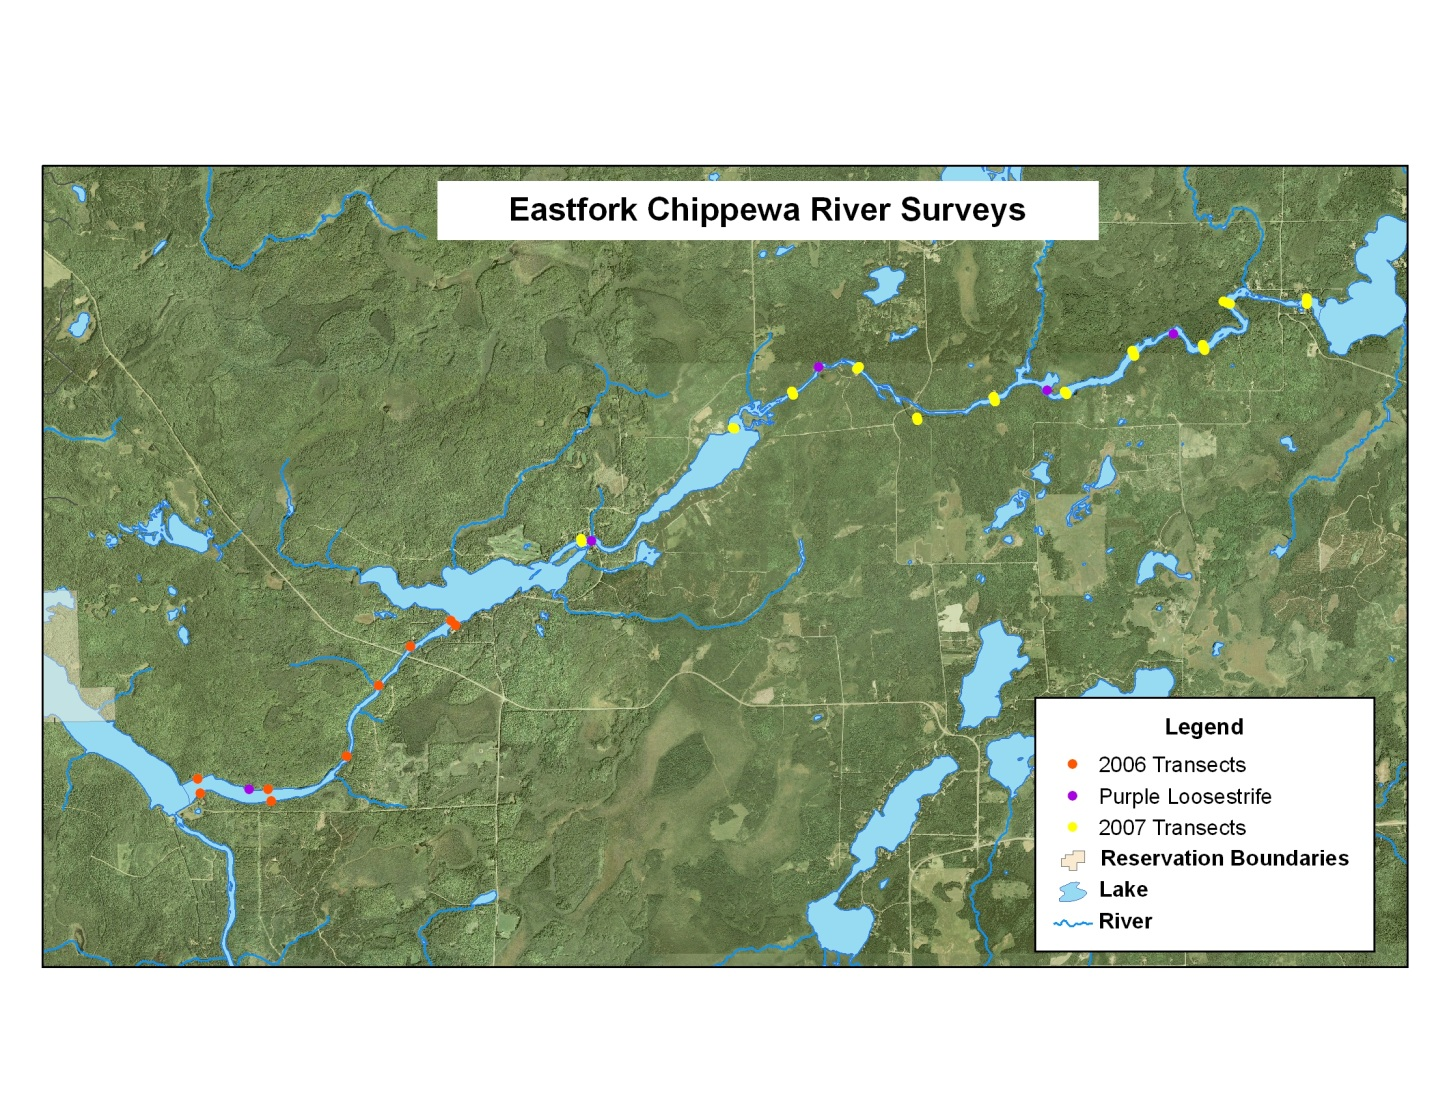 Eastfork Chippewa River Surveys
Legend
2006 Transects
Purple Loosestrife
2007 Transects
Reservation Boundaries
Lake
River